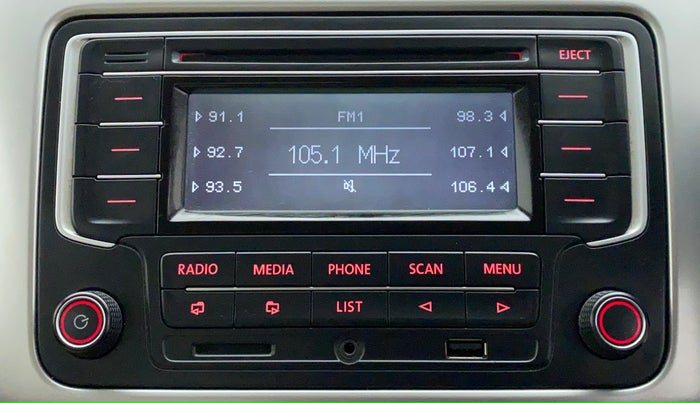 EJECT
91.1 FM1 98.3
92.7 105.1 MHz 107.1
93.5 106.4
RADIO MEDIA PHONE SCAN MENU
LIST